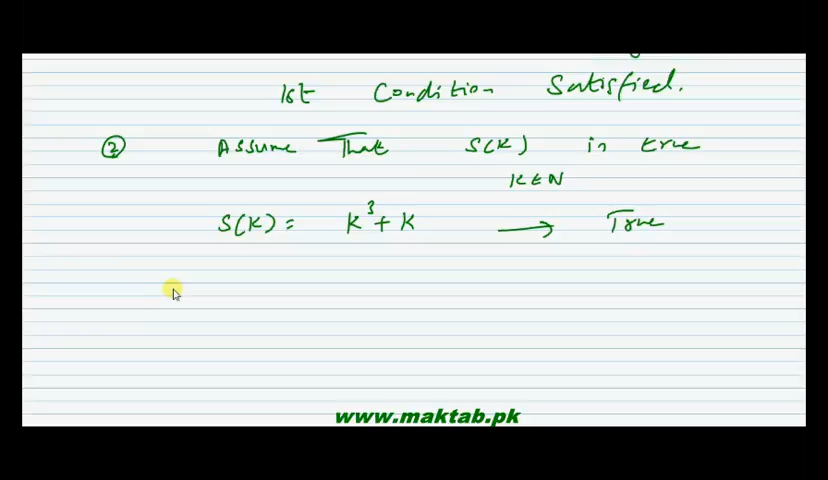 1st Condition Satisfied.
② Assume That S(K) is true
K∈N
S(K) = K³ + K → True
www.maktab.pk